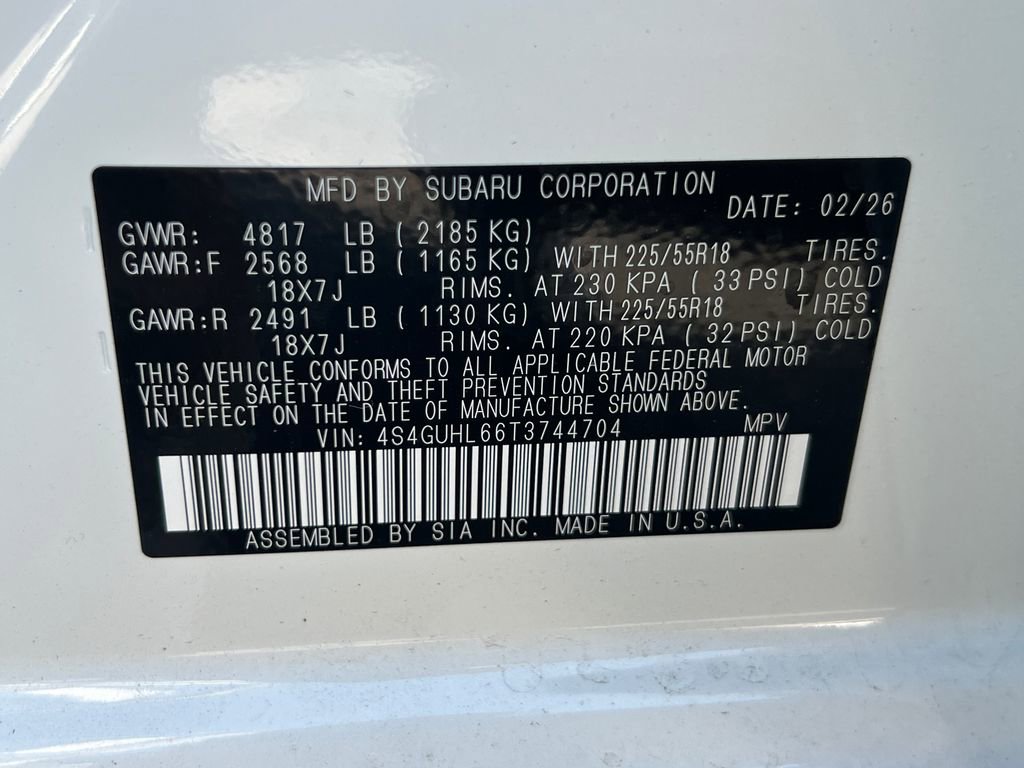 MFD BY SUBARU CORPORATION DATE: 02/26
GVWR: 4817 LB ( 2185 KG)
GAWR:F 2568 LB ( 1165 KG) WITH 225/55R18 TIRES.
18X7J RIMS. AT 230 KPA ( 33 PSI) COLD
GAWR:R 2491 LB ( 1130 KG) WITH 225/55R18 TIRES.
18X7J RIMS. AT 220 KPA ( 32 PSI) COLD
THIS VEHICLE CONFORMS TO ALL APPLICABLE FEDERAL MOTOR
VEHICLE SAFETY AND THEFT PREVENTION STANDARDS
IN EFFECT ON THE DATE OF MANUFACTURE SHOWN ABOVE.
VIN: 4S4GUHL66T3744704 MPV
ASSEMBLED BY SIA INC. MADE IN U.S.A.